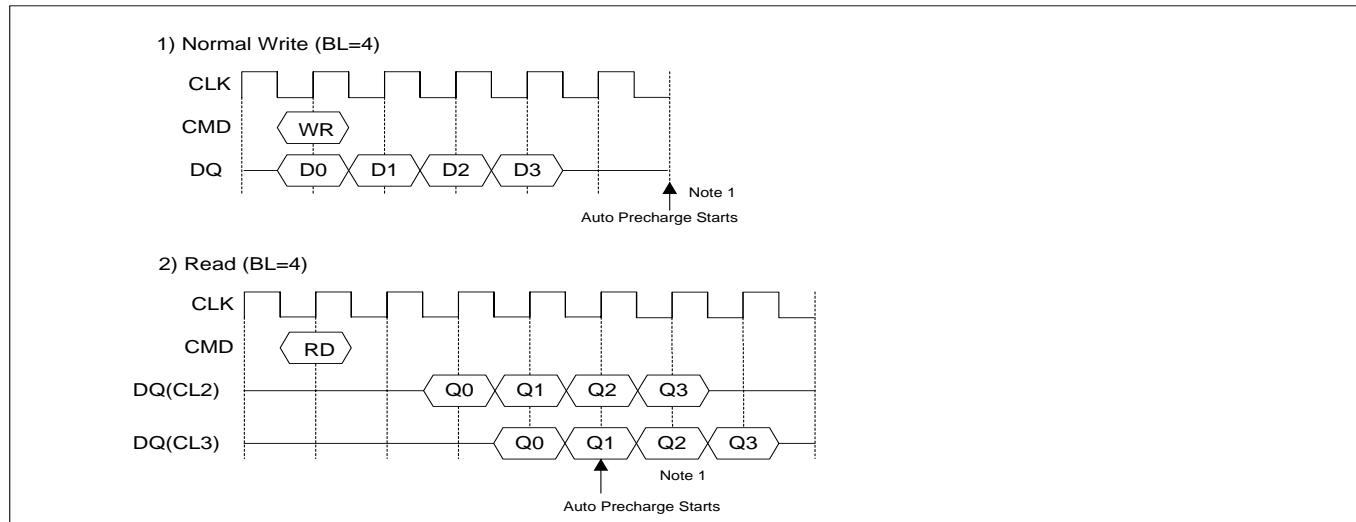 1) Normal Write (BL=4)
CLK
CMD WR
DQ D0 D1 D2 D3
Note 1
Auto Precharge Starts
2) Read (BL=4)
CLK
CMD RD
DQ(CL2) Q0 Q1 Q2 Q3
DQ(CL3) Q0 Q1 Q2 Q3
Note 1
Auto Precharge Starts